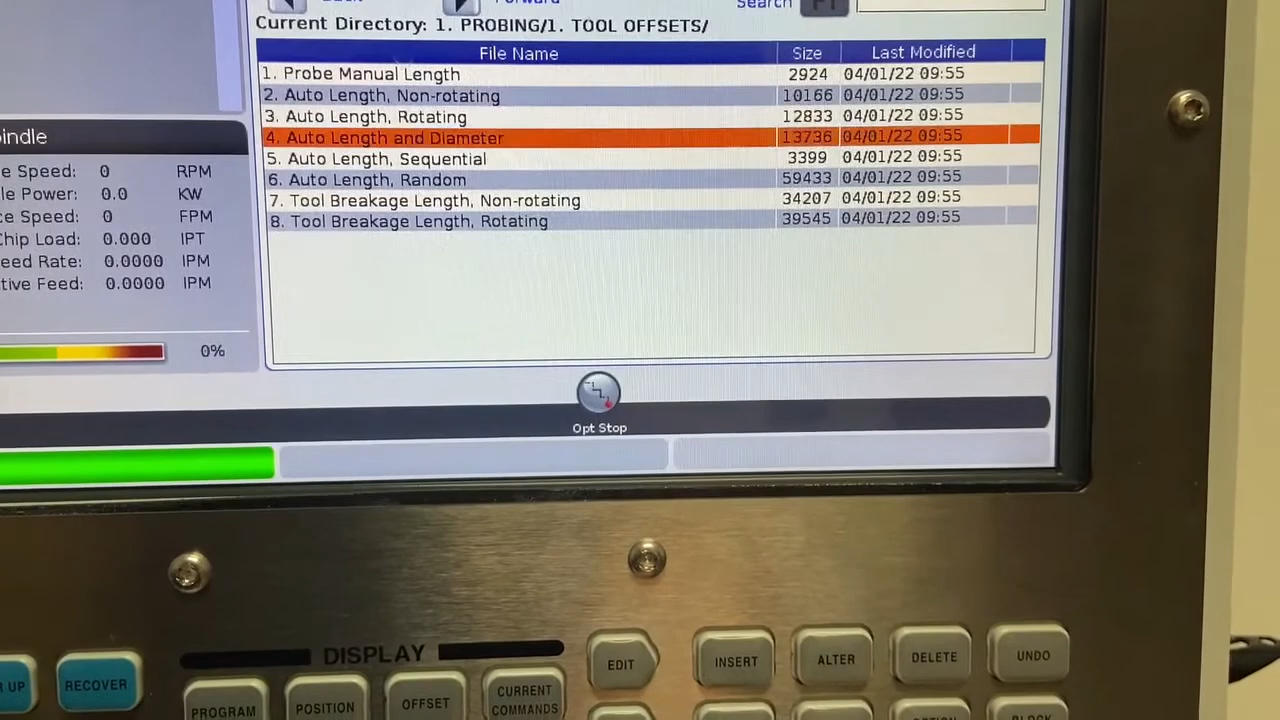 Search F1
Current Directory: 1. PROBING/1. TOOL OFFSETS/
File Name Size Last Modified
1. Probe Manual Length 2924 04/01/22 09:55
2. Auto Length, Non-rotating 10166 04/01/22 09:55
3. Auto Length, Rotating 12833 04/01/22 09:55
4. Auto Length and Diameter 13736 04/01/22 09:55
5. Auto Length, Sequential 3399 04/01/22 09:55
6. Auto Length, Random 59433 04/01/22 09:55
7. Tool Breakage Length, Non-rotating 34207 04/01/22 09:55
8. Tool Breakage Length, Rotating 39545 04/01/22 09:55
indle
e Speed: 0 RPM
le Power: 0.0 KW
ce Speed: 0 FPM
Chip Load: 0.000 IPT
eed Rate: 0.0000 IPM
tive Feed: 0.0000 IPM
0%
Opt Stop
DISPLAY
UP
RECOVER
PROGRAM
POSITION
OFFSET
CURRENT
COMMANDS
EDIT
INSERT
ALTER
DELETE
UNDO